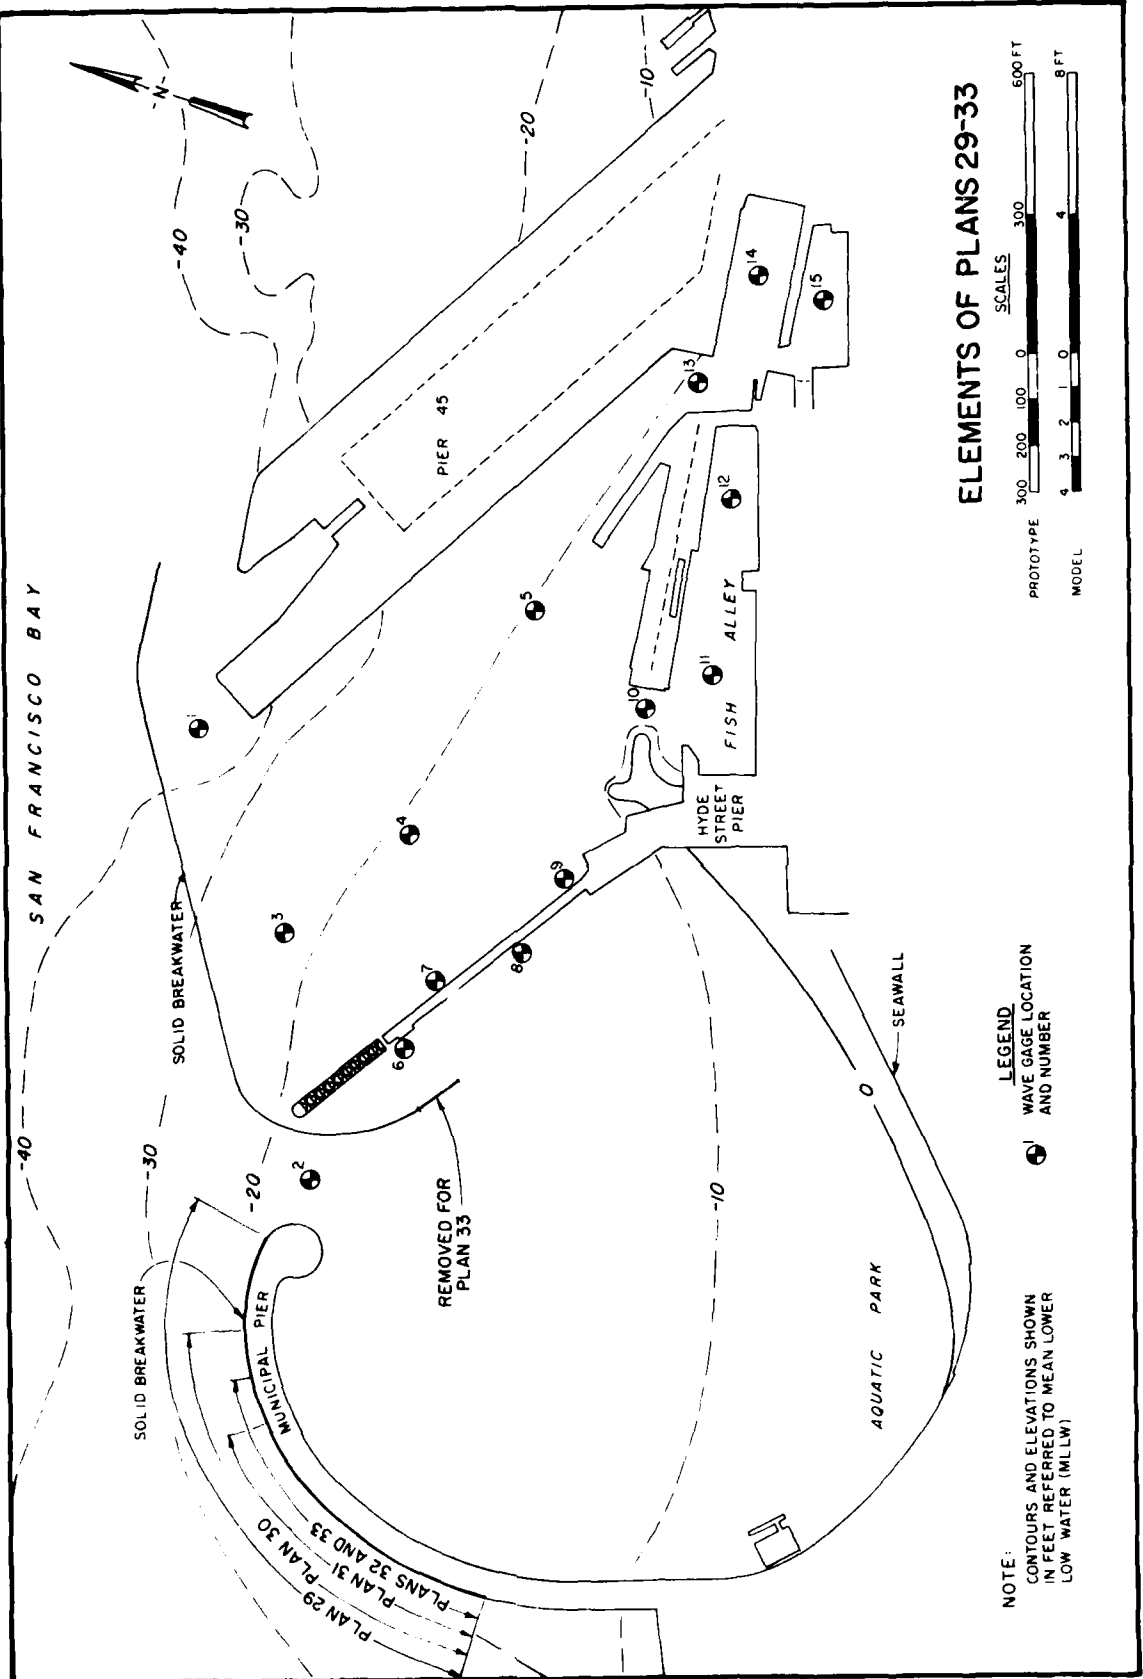 SAN FRANCISCO BAY
N
-40
-30
-20
-10
-40
-30
-20
-10
0
SOLID BREAKWATER
SOLID BREAKWATER
MUNICIPAL PIER
PLAN 29
PLAN 30
PLAN 31
PLANS 32 AND 33
REMOVED FOR
PLAN 33
PIER 45
1
2
3
4
5
6
7
8
9
10
11
12
13
14
15
HYDE
STREET
PIER
FISH ALLEY
AQUATIC PARK
SEAWALL
NOTE:
CONTOURS AND ELEVATIONS SHOWN
IN FEET REFERRED TO MEAN LOWER
LOW WATER (MLLW)
LEGEND
1
WAVE GAGE LOCATION
AND NUMBER
ELEMENTS OF PLANS 29-33
SCALES
PROTOTYPE 300 200 100 0 300 600 FT
MODEL 4 3 2 1 0 4 8 FT